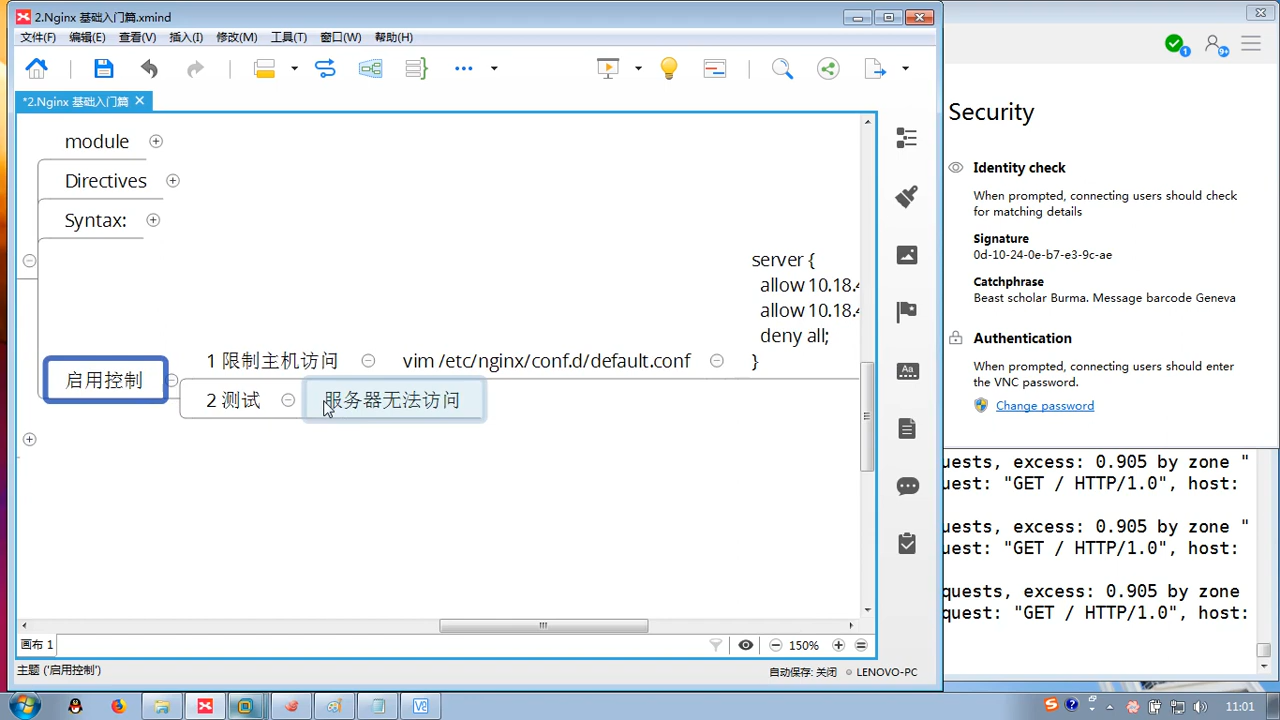 2.Nginx 基础入门篇.xmind
文件(F) 编辑(E) 查看(V) 插入(I) 修改(M) 工具(T) 窗口(W) 帮助(H)
*2.Nginx 基础入门篇
module
Directives
Syntax:
server {
allow 10.18.4
allow 10.18.4
deny all;
}
1 限制主机访问
vim /etc/nginx/conf.d/default.conf
启用控制
2 测试
服务器无法访问
画布 1
150%
主题 ('启用控制')
自动保存: 关闭
LENOVO-PC
1
9+
Security
Identity check
When prompted, connecting users should check
for matching details
Signature
0d-10-24-0e-b7-e3-9c-ae
Catchphrase
Beast scholar Burma. Message barcode Geneva
Authentication
When prompted, connecting users should enter
the VNC password.
Change password
uests, excess: 0.905 by zone "
uest: "GET / HTTP/1.0", host:
uests, excess: 0.905 by zone "
uest: "GET / HTTP/1.0", host:
quests, excess: 0.905 by zone
quest: "GET / HTTP/1.0", host:
11:01